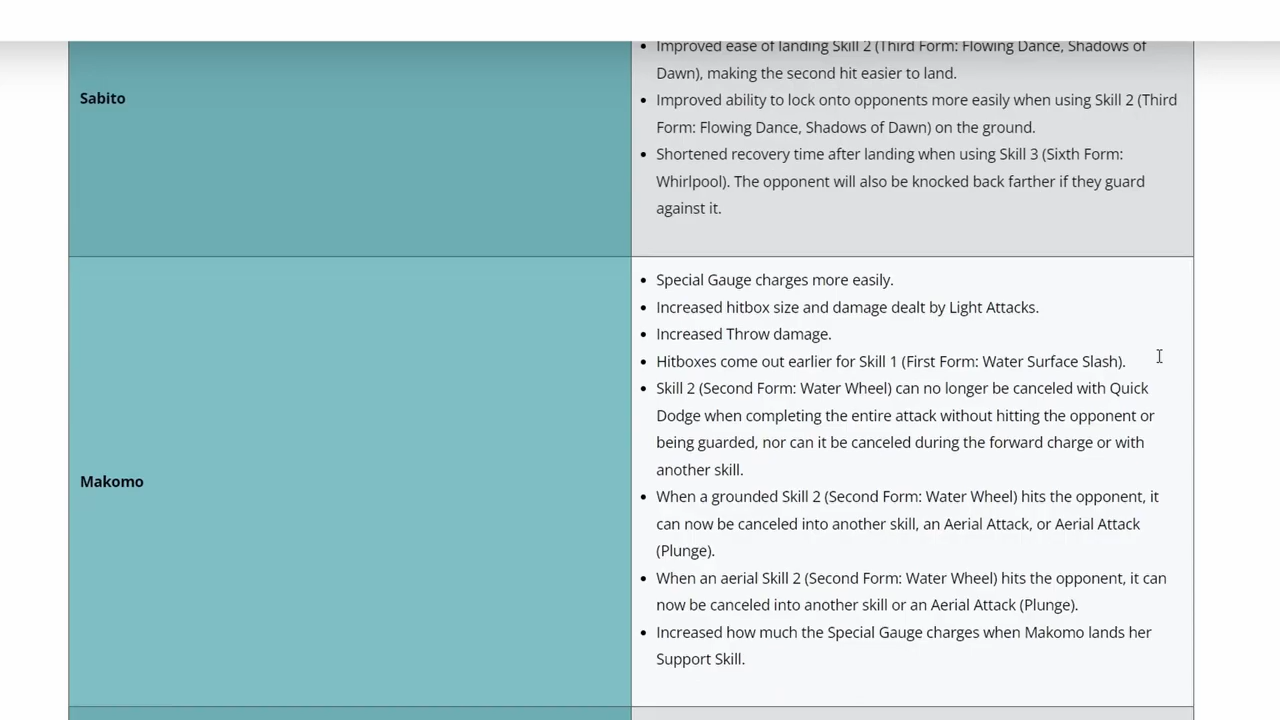 Improved ease of landing Skill 2 (Third Form: Flowing Dance, Shadows of
Dawn), making the second hit easier to land.
Sabito
Improved ability to lock onto opponents more easily when using Skill 2 (Third
Form: Flowing Dance, Shadows of Dawn) on the ground.
Shortened recovery time after landing when using Skill 3 (Sixth Form:
Whirlpool). The opponent will also be knocked back farther if they guard
against it.
Special Gauge charges more easily.
Increased hitbox size and damage dealt by Light Attacks.
Increased Throw damage.
Hitboxes come out earlier for Skill 1 (First Form: Water Surface Slash).
Skill 2 (Second Form: Water Wheel) can no longer be canceled with Quick
Dodge when completing the entire attack without hitting the opponent or
being guarded, nor can it be canceled during the forward charge or with
another skill.
Makomo
When a grounded Skill 2 (Second Form: Water Wheel) hits the opponent, it
can now be canceled into another skill, an Aerial Attack, or Aerial Attack
(Plunge).
When an aerial Skill 2 (Second Form: Water Wheel) hits the opponent, it can
now be canceled into another skill or an Aerial Attack (Plunge).
Increased how much the Special Gauge charges when Makomo lands her
Support Skill.